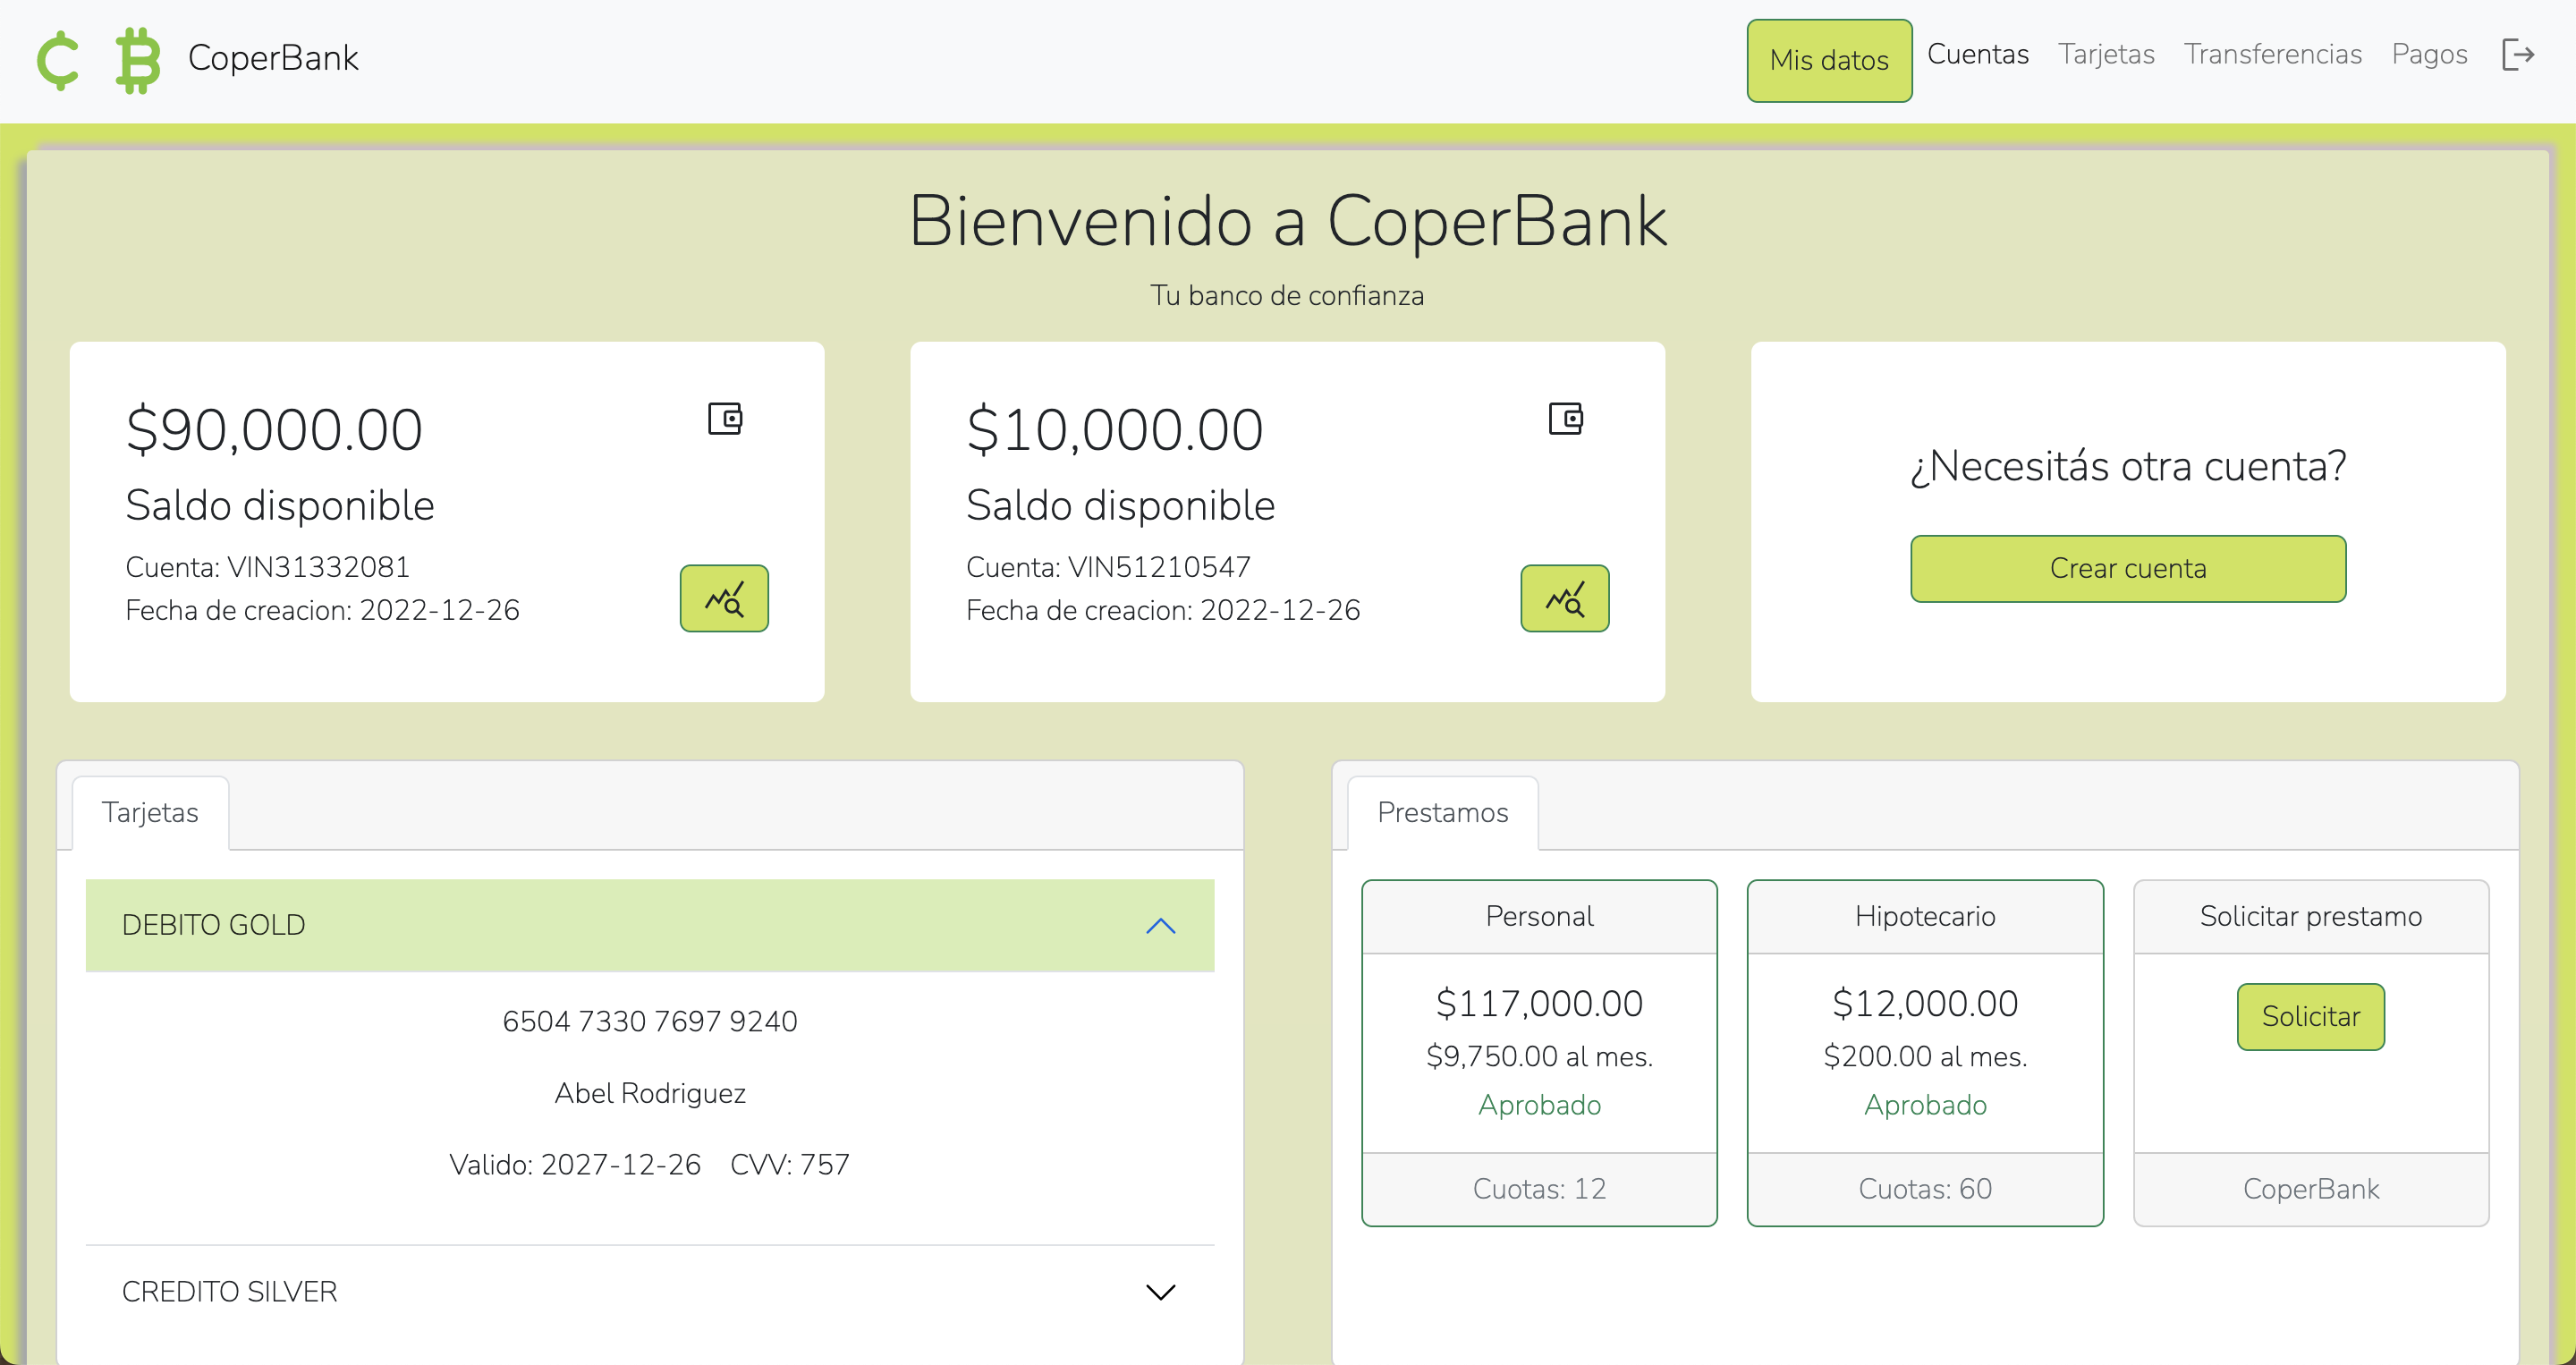 CoperBank
Mis datos
Cuentas
Tarjetas
Transferencias
Pagos
Bienvenido a CoperBank
Tu banco de confianza
$90,000.00
Saldo disponible
Cuenta: VIN31332081
Fecha de creacion: 2022-12-26
$10,000.00
Saldo disponible
Cuenta: VIN51210547
Fecha de creacion: 2022-12-26
¿Necesitás otra cuenta?
Crear cuenta
Tarjetas
DEBITO GOLD
6504 7330 7697 9240
Abel Rodriguez
Valido: 2027-12-26 CVV: 757
CREDITO SILVER
Prestamos
Personal
$117,000.00
$9,750.00 al mes.
Aprobado
Cuotas: 12
Hipotecario
$12,000.00
$200.00 al mes.
Aprobado
Cuotas: 60
Solicitar prestamo
Solicitar
CoperBank